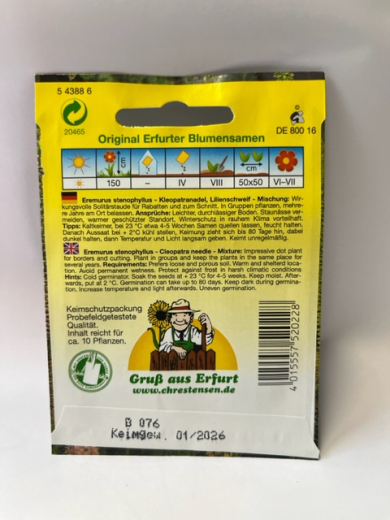 5 4388 6
20465
DE 800 16
Original Erfurter Blumensamen
cm
cm
150 – IV VIII 50x50 VI–VII
Eremurus stenophyllus - Kleopatranadel, Lilienschweif - Mischung: Wir-
kungsvolle Solitärstaude für Rabatten und zum Schnitt. In Gruppen pflanzen, mehre-
re Jahre am Ort belassen. Ansprüche: Leichter, durchlässiger Boden. Staunässe ver-
meiden, warmer geschützter Standort, Winterschutz in rauhem Klima vorteilhaft.
Tipps: Kaltkeimer, bei 23 °C etwa 4-5 Wochen Samen quellen lassen, feucht halten.
Danach Aussaat bei + 2°C kühl stellen, Keimung zieht sich bis 80 Tage hin, dabei
dunkel halten, dann Temperatur und Licht langsam geben. Keimt unregelmäßig.
Eremurus stenophyllus - Cleopatra needle - Mixture: Impressive dot plant
for borders and cutting. Plant in groups and keep the plants in the same place for
several years. Requirements: Prefers loose and porous soil. Warm and shelted loca-
tion. Avoid permanent wetness. Protect against frost in harsh climatic conditions
Hints: Cold germinator. Soak the seeds at + 23 °C for 4-5 weeks. Keep moist. After-
wards, put at 2 °C. Germination can take up to 80 days. Keep dark during germina-
tion, increase temperature and light afterwards. Uneven germination.
Keimschutzpackung
Probefeldgetestete
Qualität.
Inhalt reicht für
ca. 10 Pflanzen.
Gruß aus Erfurt
www.chrestensen.de
4 015557 520228
D 076
Keimgew. 01/2026